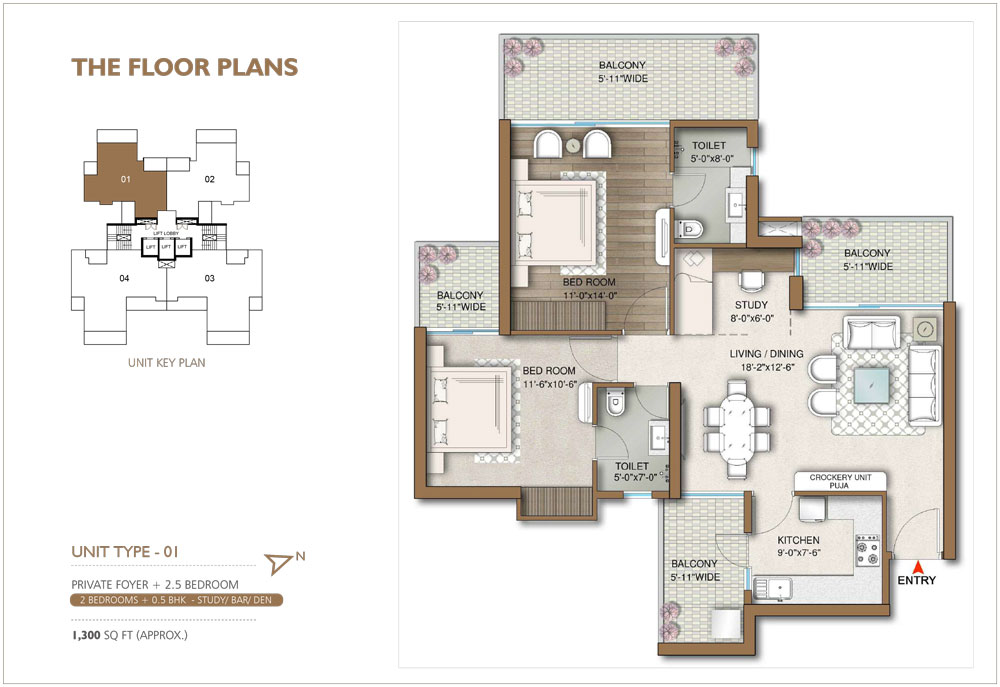 THE FLOOR PLANS
01
02
LIFT LOBBY
LIFT
LIFT
LIFT
04
03
UNIT KEY PLAN
UNIT TYPE - 01
N
PRIVATE FOYER + 2.5 BEDROOM
2 BEDROOMS + 0.5 BHK - STUDY/ BAR/ DEN
1,300 SQ FT (APPROX.)
BALCONY
5'-11"WIDE
TOILET
5'-0"x8'-0"
BED ROOM
11'-0"x14'-0"
BALCONY
5'-11"WIDE
BALCONY
5'-11"WIDE
STUDY
8'-0"x6'-0"
LIVING / DINING
18'-2"x12'-6"
BED ROOM
11'-6"x10'-6"
TOILET
5'-0"x7'-0"
CROCKERY UNIT
PUJA
KITCHEN
9'-0"x7'-6"
BALCONY
5'-11"WIDE
ENTRY